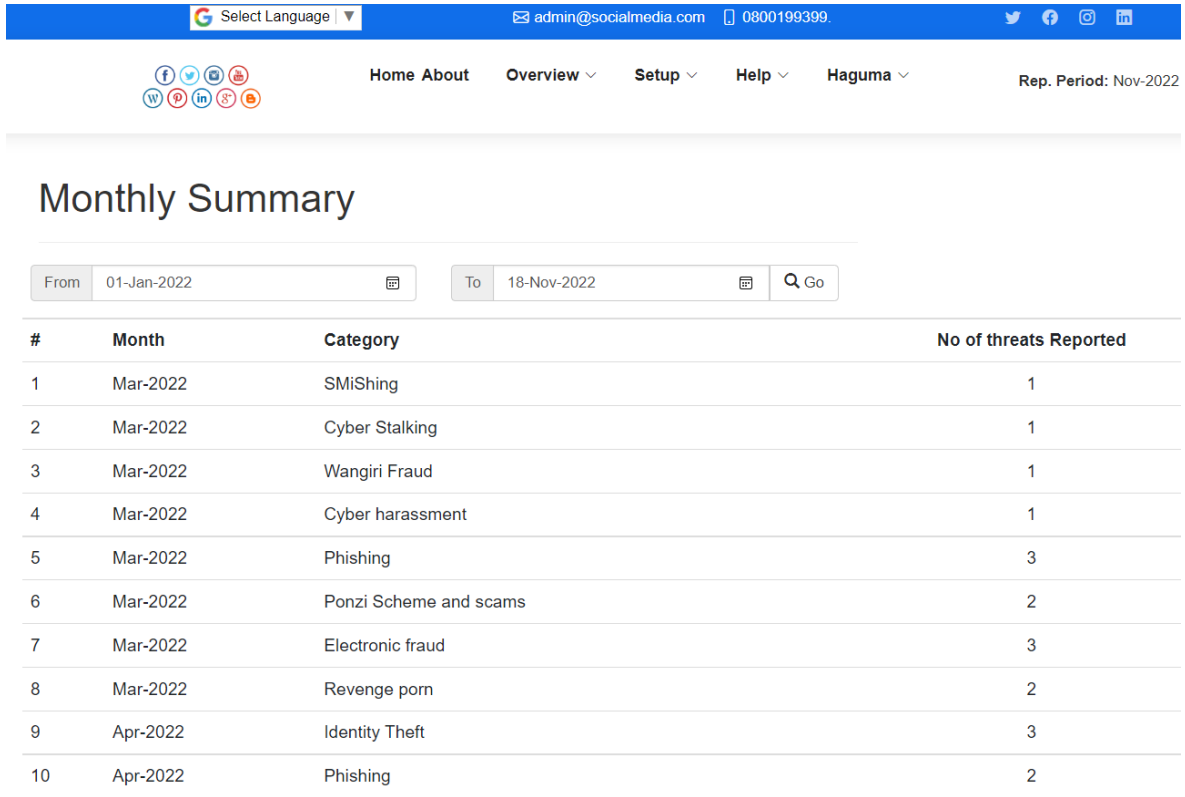 Select Language ▼ admin@socialmedia.com 0800199399.
Home About Overview Setup Help Haguma Rep. Period: Nov-2022
Monthly Summary
From 01-Jan-2022 To 18-Nov-2022 Go
# Month Category No of threats Reported
1 Mar-2022 SMiShing 1
2 Mar-2022 Cyber Stalking 1
3 Mar-2022 Wangiri Fraud 1
4 Mar-2022 Cyber harassment 1
5 Mar-2022 Phishing 3
6 Mar-2022 Ponzi Scheme and scams 2
7 Mar-2022 Electronic fraud 3
8 Mar-2022 Revenge porn 2
9 Apr-2022 Identity Theft 3
10 Apr-2022 Phishing 2